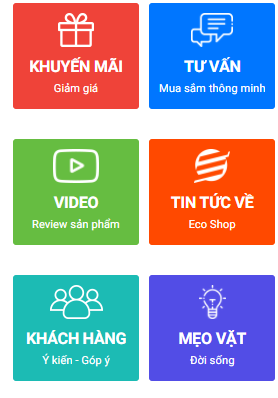 KHUYẾN MÃI
Giảm giá
TƯ VẤN
Mua sắm thông minh
VIDEO
Review sản phẩm
TIN TỨC VỀ
Eco Shop
KHÁCH HÀNG
Ý kiến - Góp ý
MẸO VẶT
Đời sống